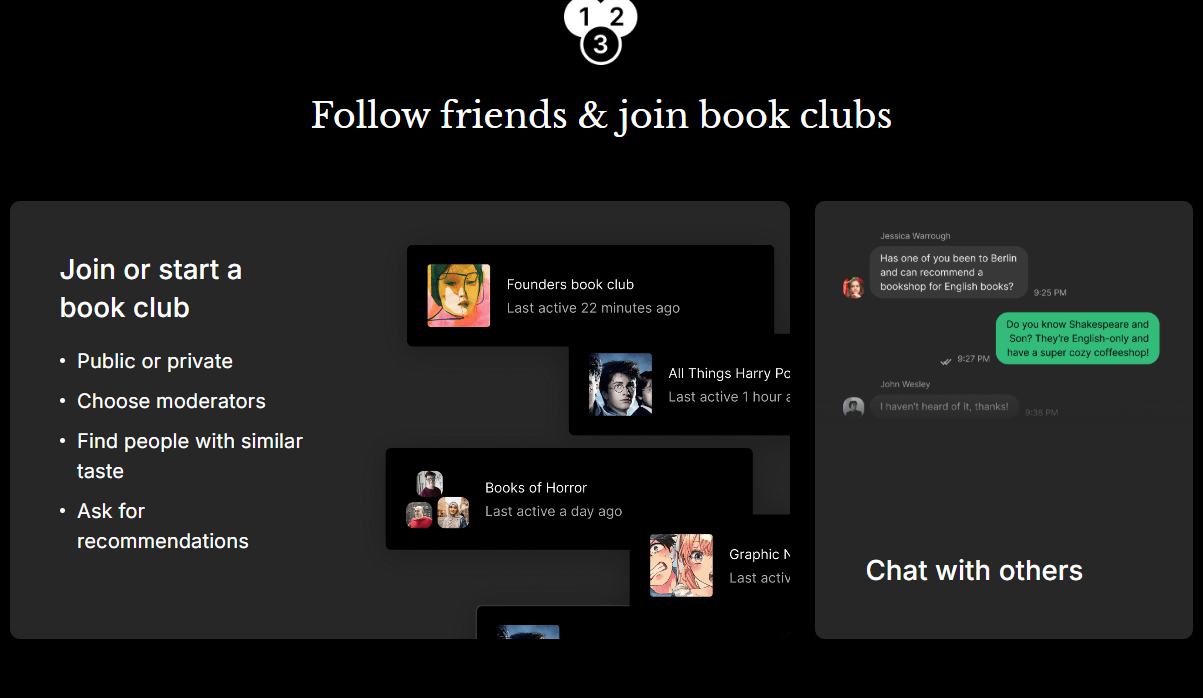 1 2
3
Follow friends & join book clubs
Join or start a
book club
• Public or private
• Choose moderators
• Find people with similar
taste
• Ask for
recommendations
Founders book club
Last active 22 minutes ago
All Things Harry Po
Last active 1 hour a
Books of Horror
Last active a day ago
Graphic N
Last activ
Jessica Warrough
Has one of you been to Berlin
and can recommend a
bookshop for English books?
9:25 PM
Do you know Shakespeare and
Son? They're English-only and
have a super cozy coffeeshop!
9:27 PM
John Wesley
I haven't heard of it, thanks!
9:38 PM
Chat with others